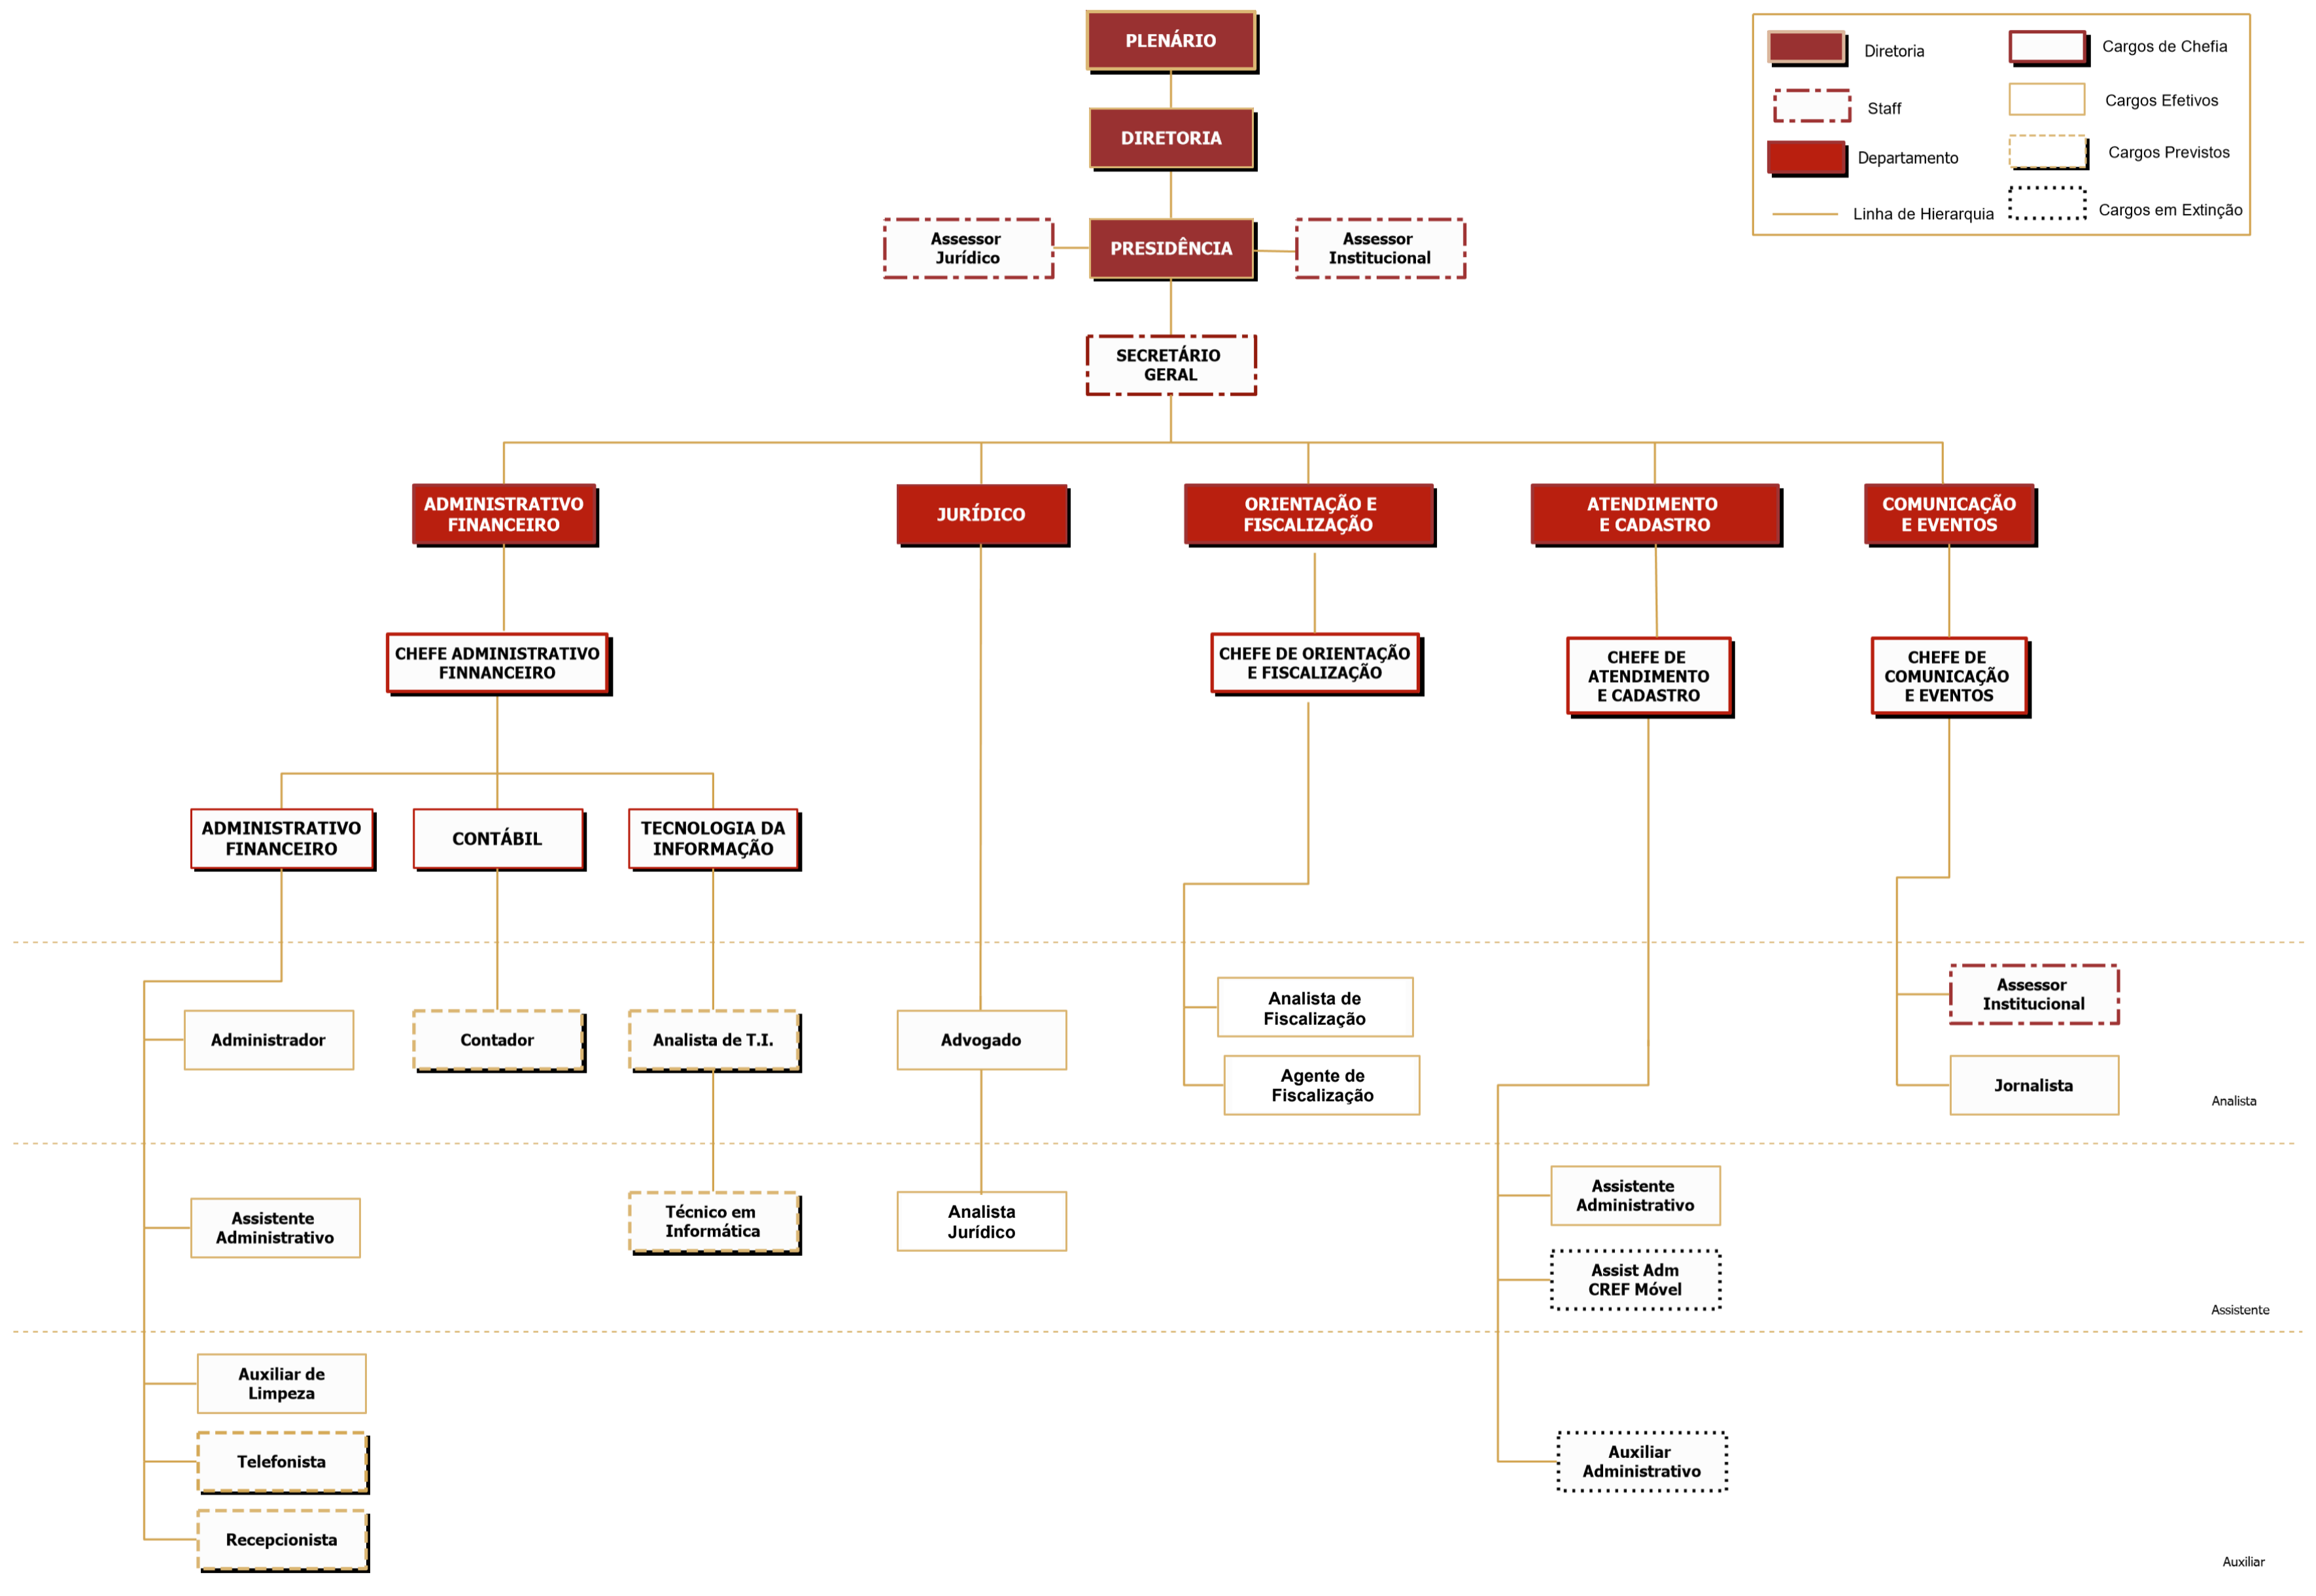 PLENÁRIO
DIRETORIA
Assessor
Jurídico
PRESIDÊNCIA
Assessor
Institucional
SECRETÁRIO
GERAL
Diretoria
Cargos de Chefia
Staff
Cargos Efetivos
Departamento
Cargos Previstos
Linha de Hierarquia
Cargos em Extinção
ADMINISTRATIVO
FINANCEIRO
JURÍDICO
ORIENTAÇÃO E
FISCALIZAÇÃO
ATENDIMENTO
E CADASTRO
COMUNICAÇÃO
E EVENTOS
CHEFE ADMINISTRATIVO
FINNANCEIRO
CHEFE DE ORIENTAÇÃO
E FISCALIZAÇÃO
CHEFE DE
ATENDIMENTO
E CADASTRO
CHEFE DE
COMUNICAÇÃO
E EVENTOS
ADMINISTRATIVO
FINANCEIRO
CONTÁBIL
TECNOLOGIA DA
INFORMAÇÃO
Administrador
Contador
Analista de T.I.
Advogado
Analista de
Fiscalização
Agente de
Fiscalização
Assessor
Institucional
Jornalista
Analista
Assistente
Administrativo
Técnico em
Informática
Analista
Jurídico
Assistente
Administrativo
Assist Adm
CREF Móvel
Assistente
Auxiliar de
Limpeza
Telefonista
Recepcionista
Auxiliar
Administrativo
Auxiliar